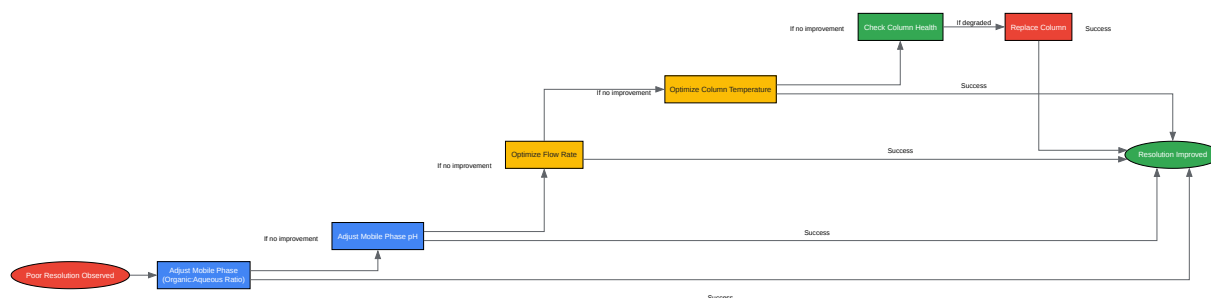 If no improvement
Check Column Health
If degraded
Replace Column
Success
If no improvement
Optimize Column Temperature
Success
If no improvement
Optimize Flow Rate
Success
Resolution Improved
If no improvement
Adjust Mobile Phase pH
Success
Poor Resolution Observed
Adjust Mobile Phase
(Organic:Aqueous Ratio)
Success